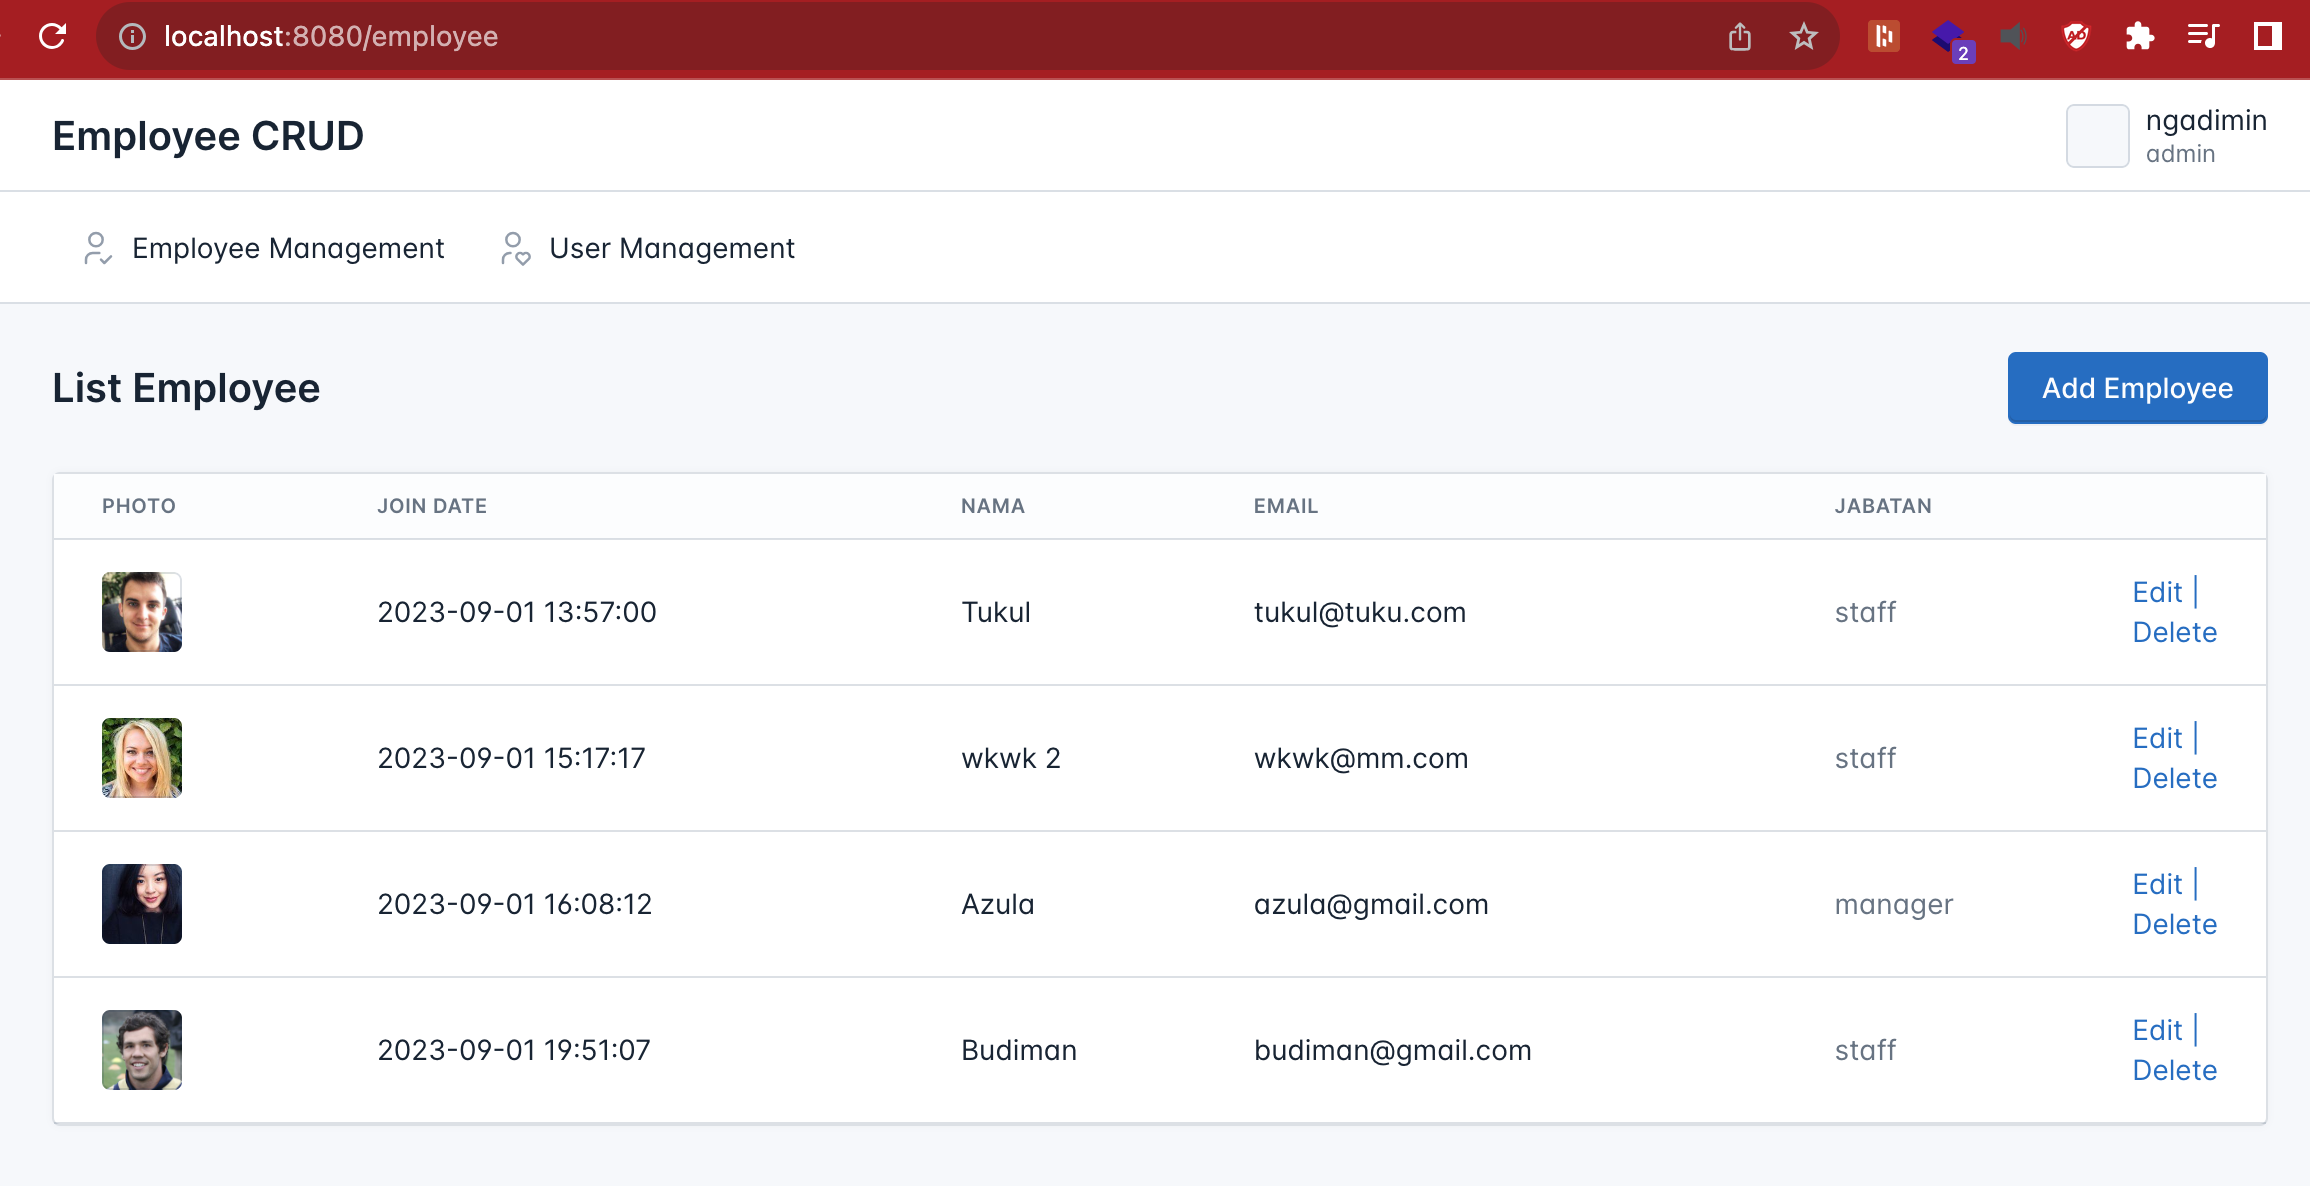 localhost:8080/employee
2
Employee CRUD
ngadimin
admin
Employee Management
User Management
List Employee
Add Employee
PHOTO JOIN DATE NAMA EMAIL JABATAN
2023-09-01 13:57:00 Tukul tukul@tuku.com staff Edit |
Delete
2023-09-01 15:17:17 wkwk 2 wkwk@mm.com staff Edit |
Delete
2023-09-01 16:08:12 Azula azula@gmail.com manager Edit |
Delete
2023-09-01 19:51:07 Budiman budiman@gmail.com staff Edit |
Delete